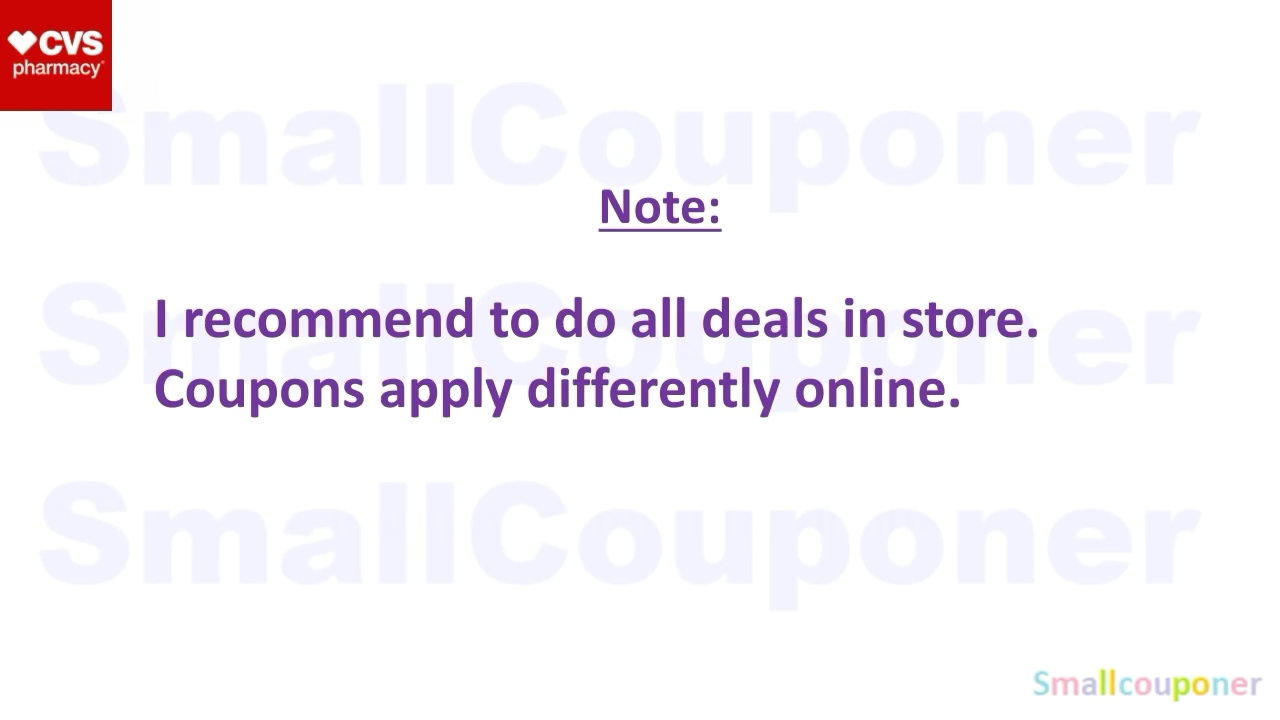 CVS
pharmacy
SmallCouponer
Note:
SmallCouponer
I recommend to do all deals in store.
Coupons apply differently online.
SmallCouponer
Smallcouponer